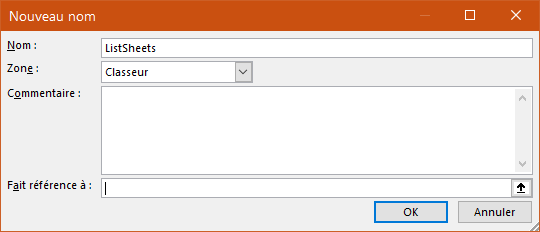 Nouveau nom
Nom : ListSheets
Zone : Classeur
Commentaire :
Fait référence à :
OK Annuler